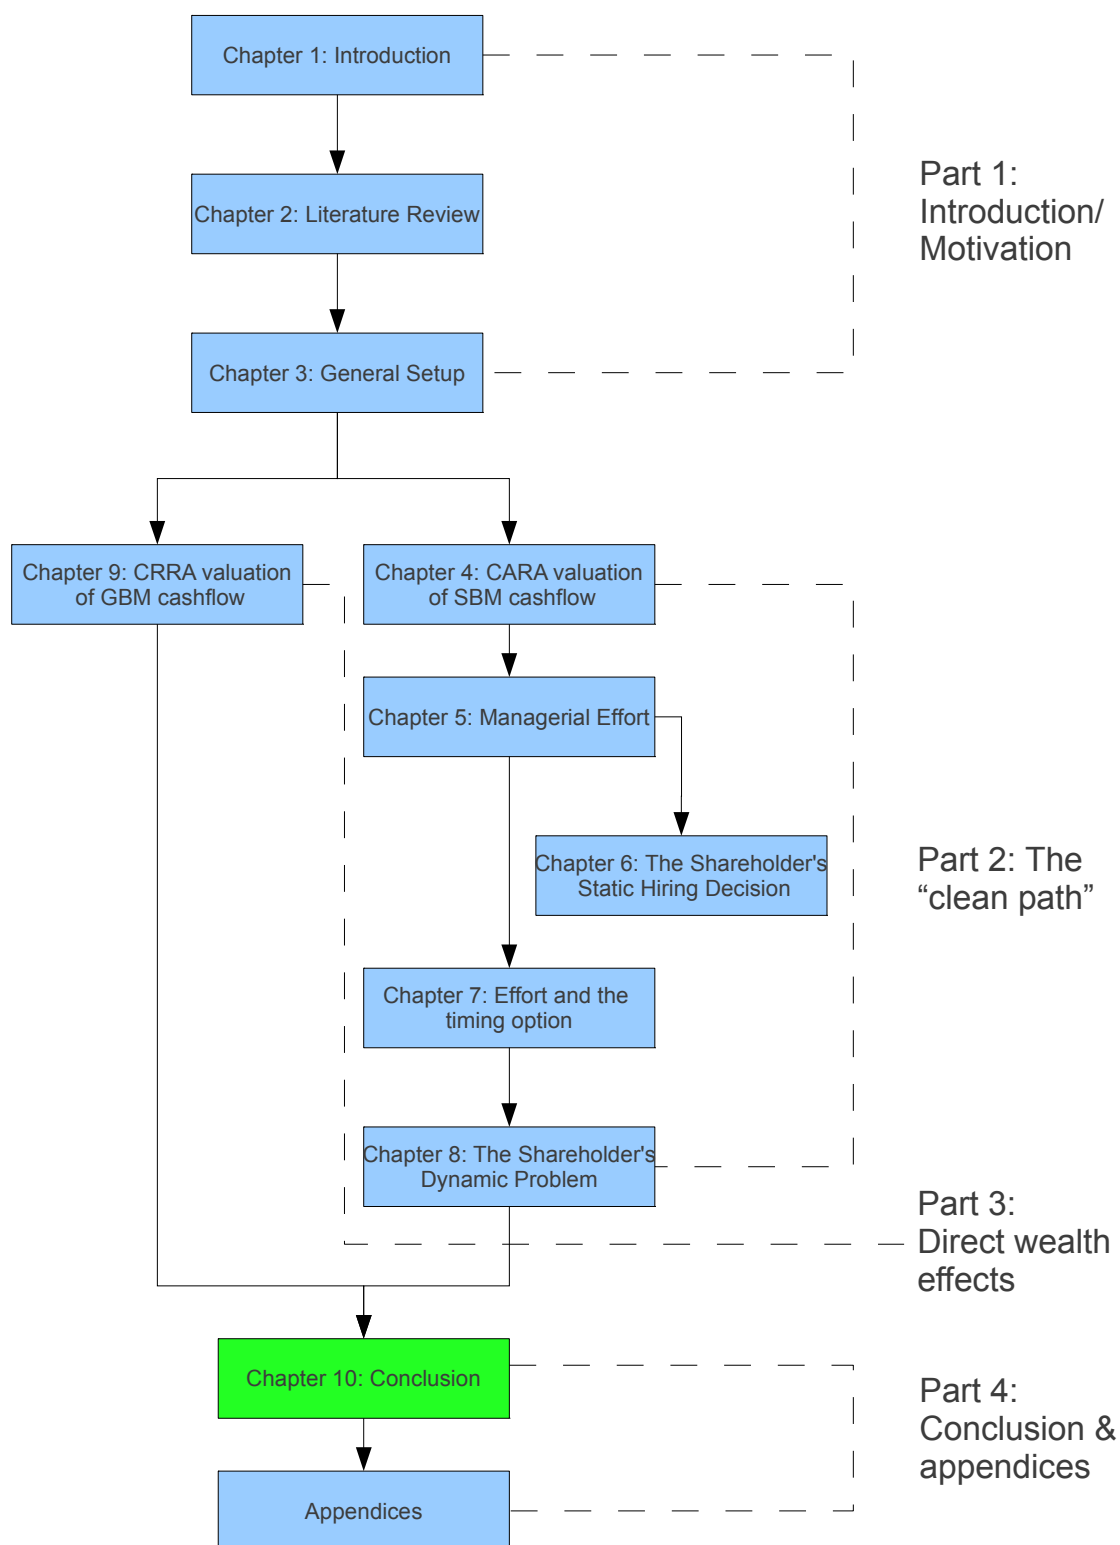 Chapter 1: Introduction
Part 1:
Introduction/
Motivation
Chapter 2: Literature Review
Chapter 3: General Setup
Chapter 9: CRRA valuation
of GBM cashflow
Chapter 4: CARA valuation
of SBM cashflow
Chapter 5: Managerial Effort
Chapter 6: The Shareholder's
Static Hiring Decision
Part 2: The
“clean path”
Chapter 7: Effort and the
timing option
Chapter 8: The Shareholder's
Dynamic Problem
Part 3:
Direct wealth
effects
Chapter 10: Conclusion
Part 4:
Conclusion &
appendices
Appendices